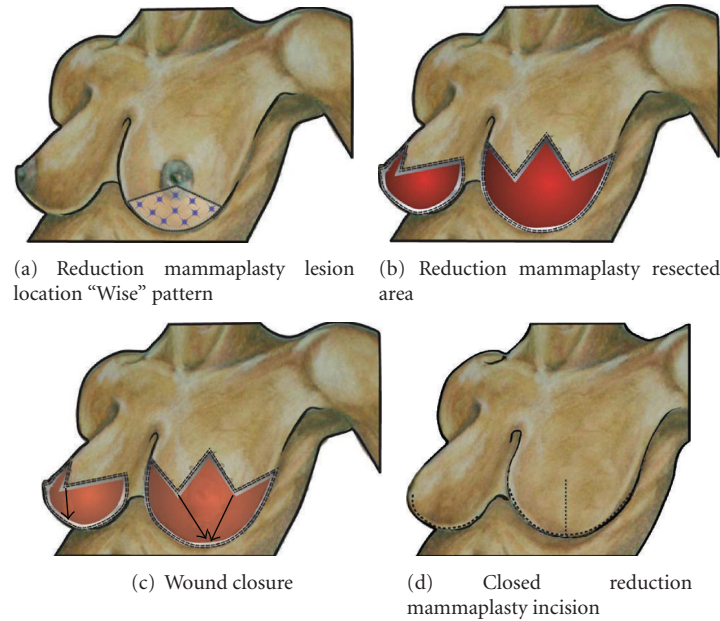 (a) Reduction mammaplasty lesion
location “Wise” pattern
(b) Reduction mammaplasty resected
area
(c) Wound closure
(d) Closed reduction
mammaplasty incision